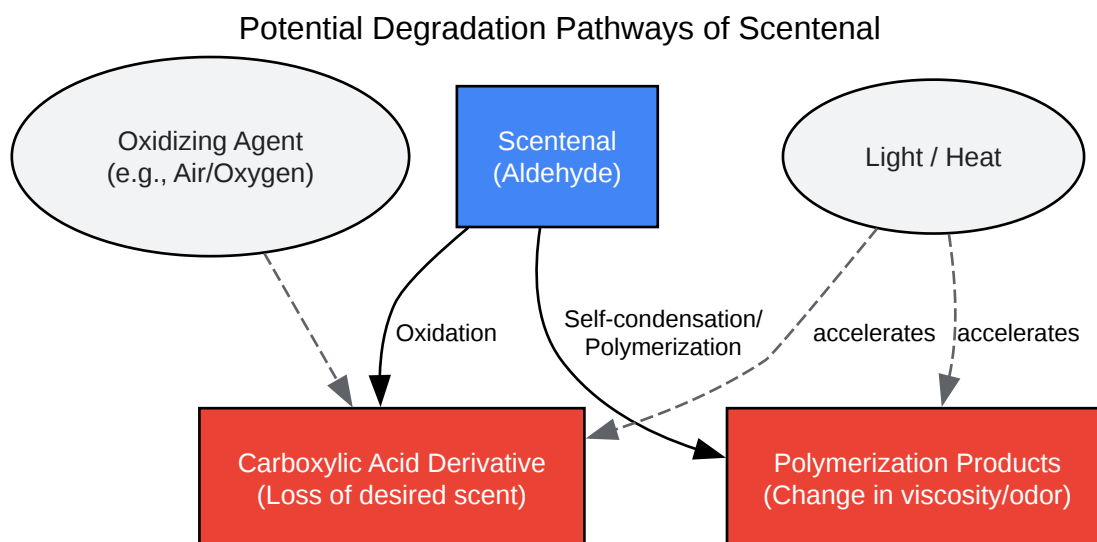 Potential Degradation Pathways of Scentenal
Oxidizing Agent
(e.g., Air/Oxygen)
Scentenal
(Aldehyde)
Light / Heat
Oxidation
Self-condensation/
Polymerization
accelerates
accelerates
Carboxylic Acid Derivative
(Loss of desired scent)
Polymerization Products
(Change in viscosity/odor)